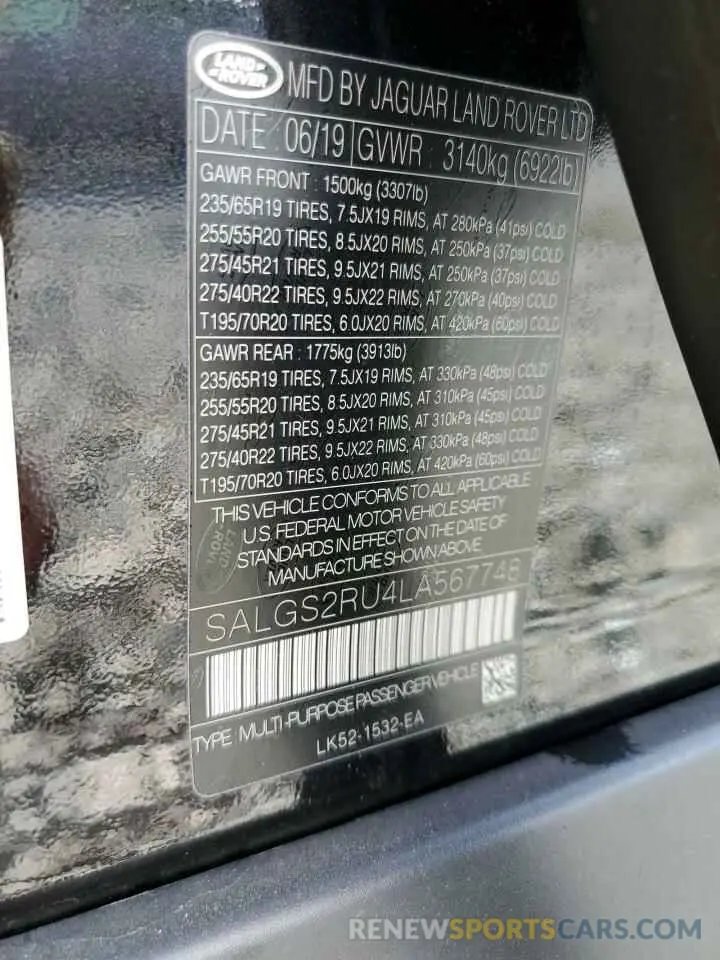 LAND ROVER
MFD BY JAGUAR LAND ROVER LTD
DATE : 06/19 GVWR : 3140kg (6922lb)
GAWR FRONT : 1500kg (3307lb)
235/65R19 TIRES, 7.5JX19 RIMS, AT 280kPa (41psi) COLD
255/55R20 TIRES, 8.5JX20 RIMS, AT 250kPa (37psi) COLD
275/45R21 TIRES, 9.5JX21 RIMS, AT 250kPa (37psi) COLD
275/40R22 TIRES, 9.5JX22 RIMS, AT 270kPa (40psi) COLD
T195/70R20 TIRES, 6.0JX20 RIMS, AT 420kPa (60psi) COLD
GAWR REAR : 1775kg (3913lb)
235/65R19 TIRES, 7.5JX19 RIMS, AT 330kPa (48psi) COLD
255/55R20 TIRES, 8.5JX20 RIMS, AT 310kPa (45psi) COLD
275/45R21 TIRES, 9.5JX21 RIMS, AT 310kPa (45psi) COLD
275/40R22 TIRES, 9.5JX22 RIMS, AT 330kPa (48psi) COLD
T195/70R20 TIRES, 6.0JX20 RIMS, AT 420kPa (60psi) COLD
THIS VEHICLE CONFORMS TO ALL APPLICABLE
U.S. FEDERAL MOTOR VEHICLE SAFETY
STANDARDS IN EFFECT ON THE DATE OF
MANUFACTURE SHOWN ABOVE
SALGS2RU4LA567748
TYPE : MULTI-PURPOSE PASSENGER VEHICLE
LK52-1532-EA
RENEWSPORTSCARS.COM